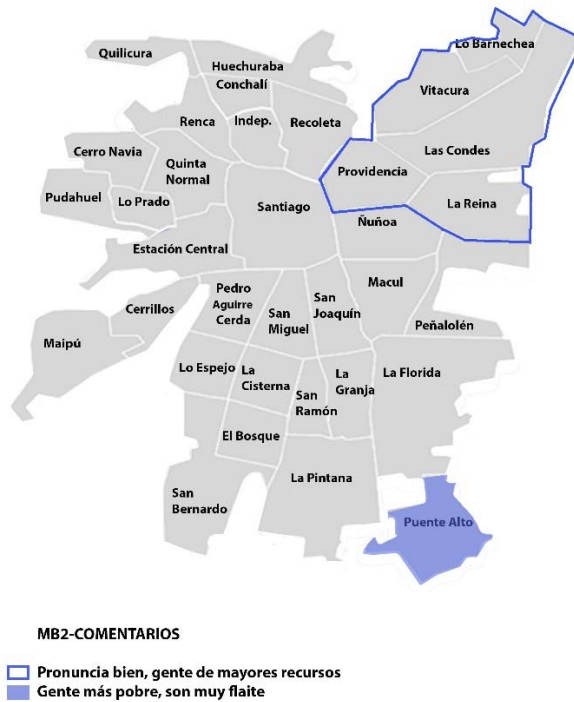 Lo Barnechea
Quilicura
Huechuraba
Conchalí
Vitacura
Renca
Indep.
Recoleta
Cerro Navia
Quinta
Normal
Las Condes
Providencia
Pudahuel
Lo Prado
Santiago
La Reina
Ñuñoa
Estación Central
Pedro
Aguirre
Cerda
San
Miguel
San
Joaquín
Macul
Cerrillos
Peñalolén
Maipú
Lo Espejo
La
Cisterna
San
Ramón
La
Granja
La Florida
El Bosque
La Pintana
San
Bernardo
Puente Alto
MB2-COMENTARIOS
Pronuncia bien, gente de mayores recursos
Gente más pobre, son muy flaite